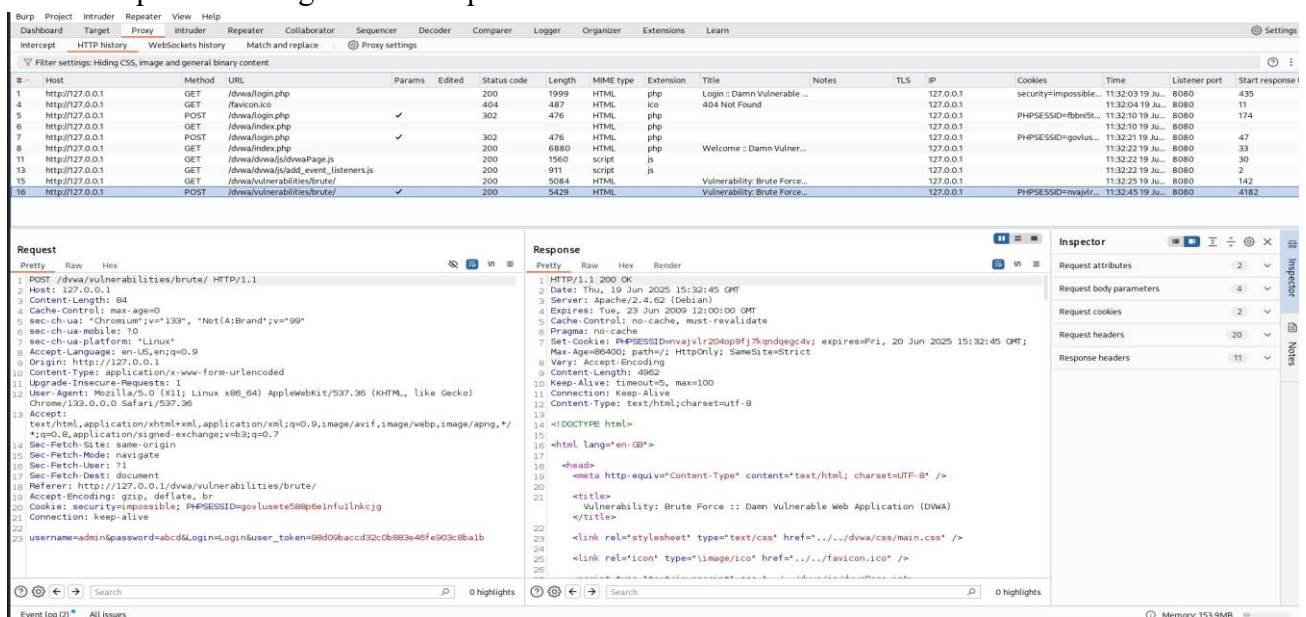 Burp Project Intruder Repeater View Help
Dashboard Target Proxy Intruder Repeater Collaborator Sequencer Decoder Comparer Logger Organizer Extensions Learn Settings
Intercept HTTP history WebSockets history Match and replace Proxy settings
Filter settings: Hiding CSS, image and general binary content
# Host Method URL Params Edited Status code Length MIME type Extension Title Notes TLS IP Cookies Time Listener port Start response
1 http://127.0.0.1 GET /dvwa/login.php 200 1999 HTML php Login :: Damn Vulnerable ... 127.0.0.1 security=impossible... 11:32:03 19 Ju... 8080 435
4 http://127.0.0.1 GET /favicon.ico 404 487 HTML ico 404 Not Found 127.0.0.1 11:32:04 19 Ju... 8080 11
5 http://127.0.0.1 POST /dvwa/login.php ✓ 302 476 HTML php 127.0.0.1 PHPSESSID=fbbni5t... 11:32:10 19 Ju... 8080 174
6 http://127.0.0.1 GET /dvwa/index.php HTML php 127.0.0.1 11:32:10 19 Ju... 8080
7 http://127.0.0.1 POST /dvwa/login.php ✓ 302 476 HTML php 127.0.0.1 PHPSESSID=govlus... 11:32:21 19 Ju... 8080 47
8 http://127.0.0.1 GET /dvwa/index.php 200 6880 HTML php Welcome :: Damn Vulner... 127.0.0.1 11:32:22 19 Ju... 8080 33
11 http://127.0.0.1 GET /dvwa/dvwa/js/dvwaPage.js 200 1560 script js 127.0.0.1 11:32:22 19 Ju... 8080 30
13 http://127.0.0.1 GET /dvwa/dvwa/js/add_event_listeners.js 200 911 script js 127.0.0.1 11:32:22 19 Ju... 8080 2
15 http://127.0.0.1 GET /dvwa/vulnerabilities/brute/ 200 5084 HTML Vulnerability: Brute Force... 127.0.0.1 11:32:25 19 Ju... 8080 142
16 http://127.0.0.1 POST /dvwa/vulnerabilities/brute/ ✓ 200 5429 HTML Vulnerability: Brute Force... 127.0.0.1 PHPSESSID=nvajvlr... 11:32:45 19 Ju... 8080 4182
Request
Pretty Raw Hex
1 POST /dvwa/vulnerabilities/brute/ HTTP/1.1
2 Host: 127.0.0.1
3 Content-Length: 84
4 Cache-Control: max-age=0
5 sec-ch-ua: "Chromium";v="133", "Not(A:Brand";v="99"
6 sec-ch-ua-mobile: ?0
7 sec-ch-ua-platform: "Linux"
8 Accept-Language: en-US,en;q=0.9
9 Origin: http://127.0.0.1
10 Content-Type: application/x-www-form-urlencoded
11 Upgrade-Insecure-Requests: 1
12 User-Agent: Mozilla/5.0 (X11; Linux x86_64) AppleWebKit/537.36 (KHTML, like Gecko)
Chrome/133.0.0.0 Safari/537.36
13 Accept:
text/html,application/xhtml+xml,application/xml;q=0.9,image/avif,image/webp,image/apng,*/
*;q=0.8,application/signed-exchange;v=b3;q=0.7
14 Sec-Fetch-Site: same-origin
15 Sec-Fetch-Mode: navigate
16 Sec-Fetch-User: ?1
17 Sec-Fetch-Dest: document
18 Referer: http://127.0.0.1/dvwa/vulnerabilities/brute/
19 Accept-Encoding: gzip, deflate, br
20 Cookie: security=impossible; PHPSESSID=govlusete588p6e1nfu1lnkcjg
21 Connection: keep-alive
22
23 username=admin&password=abcd&Login=Login&user_token=98d09baccd32c0b883e46fe903c8ba1b
Search 0 highlights
Response
Pretty Raw Hex Render
1 HTTP/1.1 200 OK
2 Date: Thu, 19 Jun 2025 15:32:45 GMT
3 Server: Apache/2.4.62 (Debian)
4 Expires: Tue, 23 Jun 2009 12:00:00 GMT
5 Cache-Control: no-cache, must-revalidate
6 Pragma: no-cache
7 Set-Cookie: PHPSESSID=nvajvlr204op9fj7kqndqegc4v; expires=Fri, 20 Jun 2025 15:32:45 GMT;
Max-Age=86400; path=/; HttpOnly; SameSite=Strict
8 Vary: Accept-Encoding
9 Content-Length: 4962
10 Keep-Alive: timeout=5, max=100
11 Connection: Keep-Alive
12 Content-Type: text/html;charset=utf-8
13
14 <!DOCTYPE html>
15
16 <html lang="en-GB">
17
18 <head>
19 <meta http-equiv="Content-Type" content="text/html; charset=UTF-8" />
20
21 <title>
Vulnerability: Brute Force :: Damn Vulnerable Web Application (DVWA)
</title>
22
23 <link rel="stylesheet" type="text/css" href="../../dvwa/css/main.css" />
24
25 <link rel="icon" type="\image/ico" href="../../favicon.ico" />
26
Search 0 highlights
Inspector
Request attributes 2
Request body parameters 4
Request cookies 2
Request headers 20
Response headers 11
Inspector
Notes
Event log (2) All issues Memory: 153.9MB